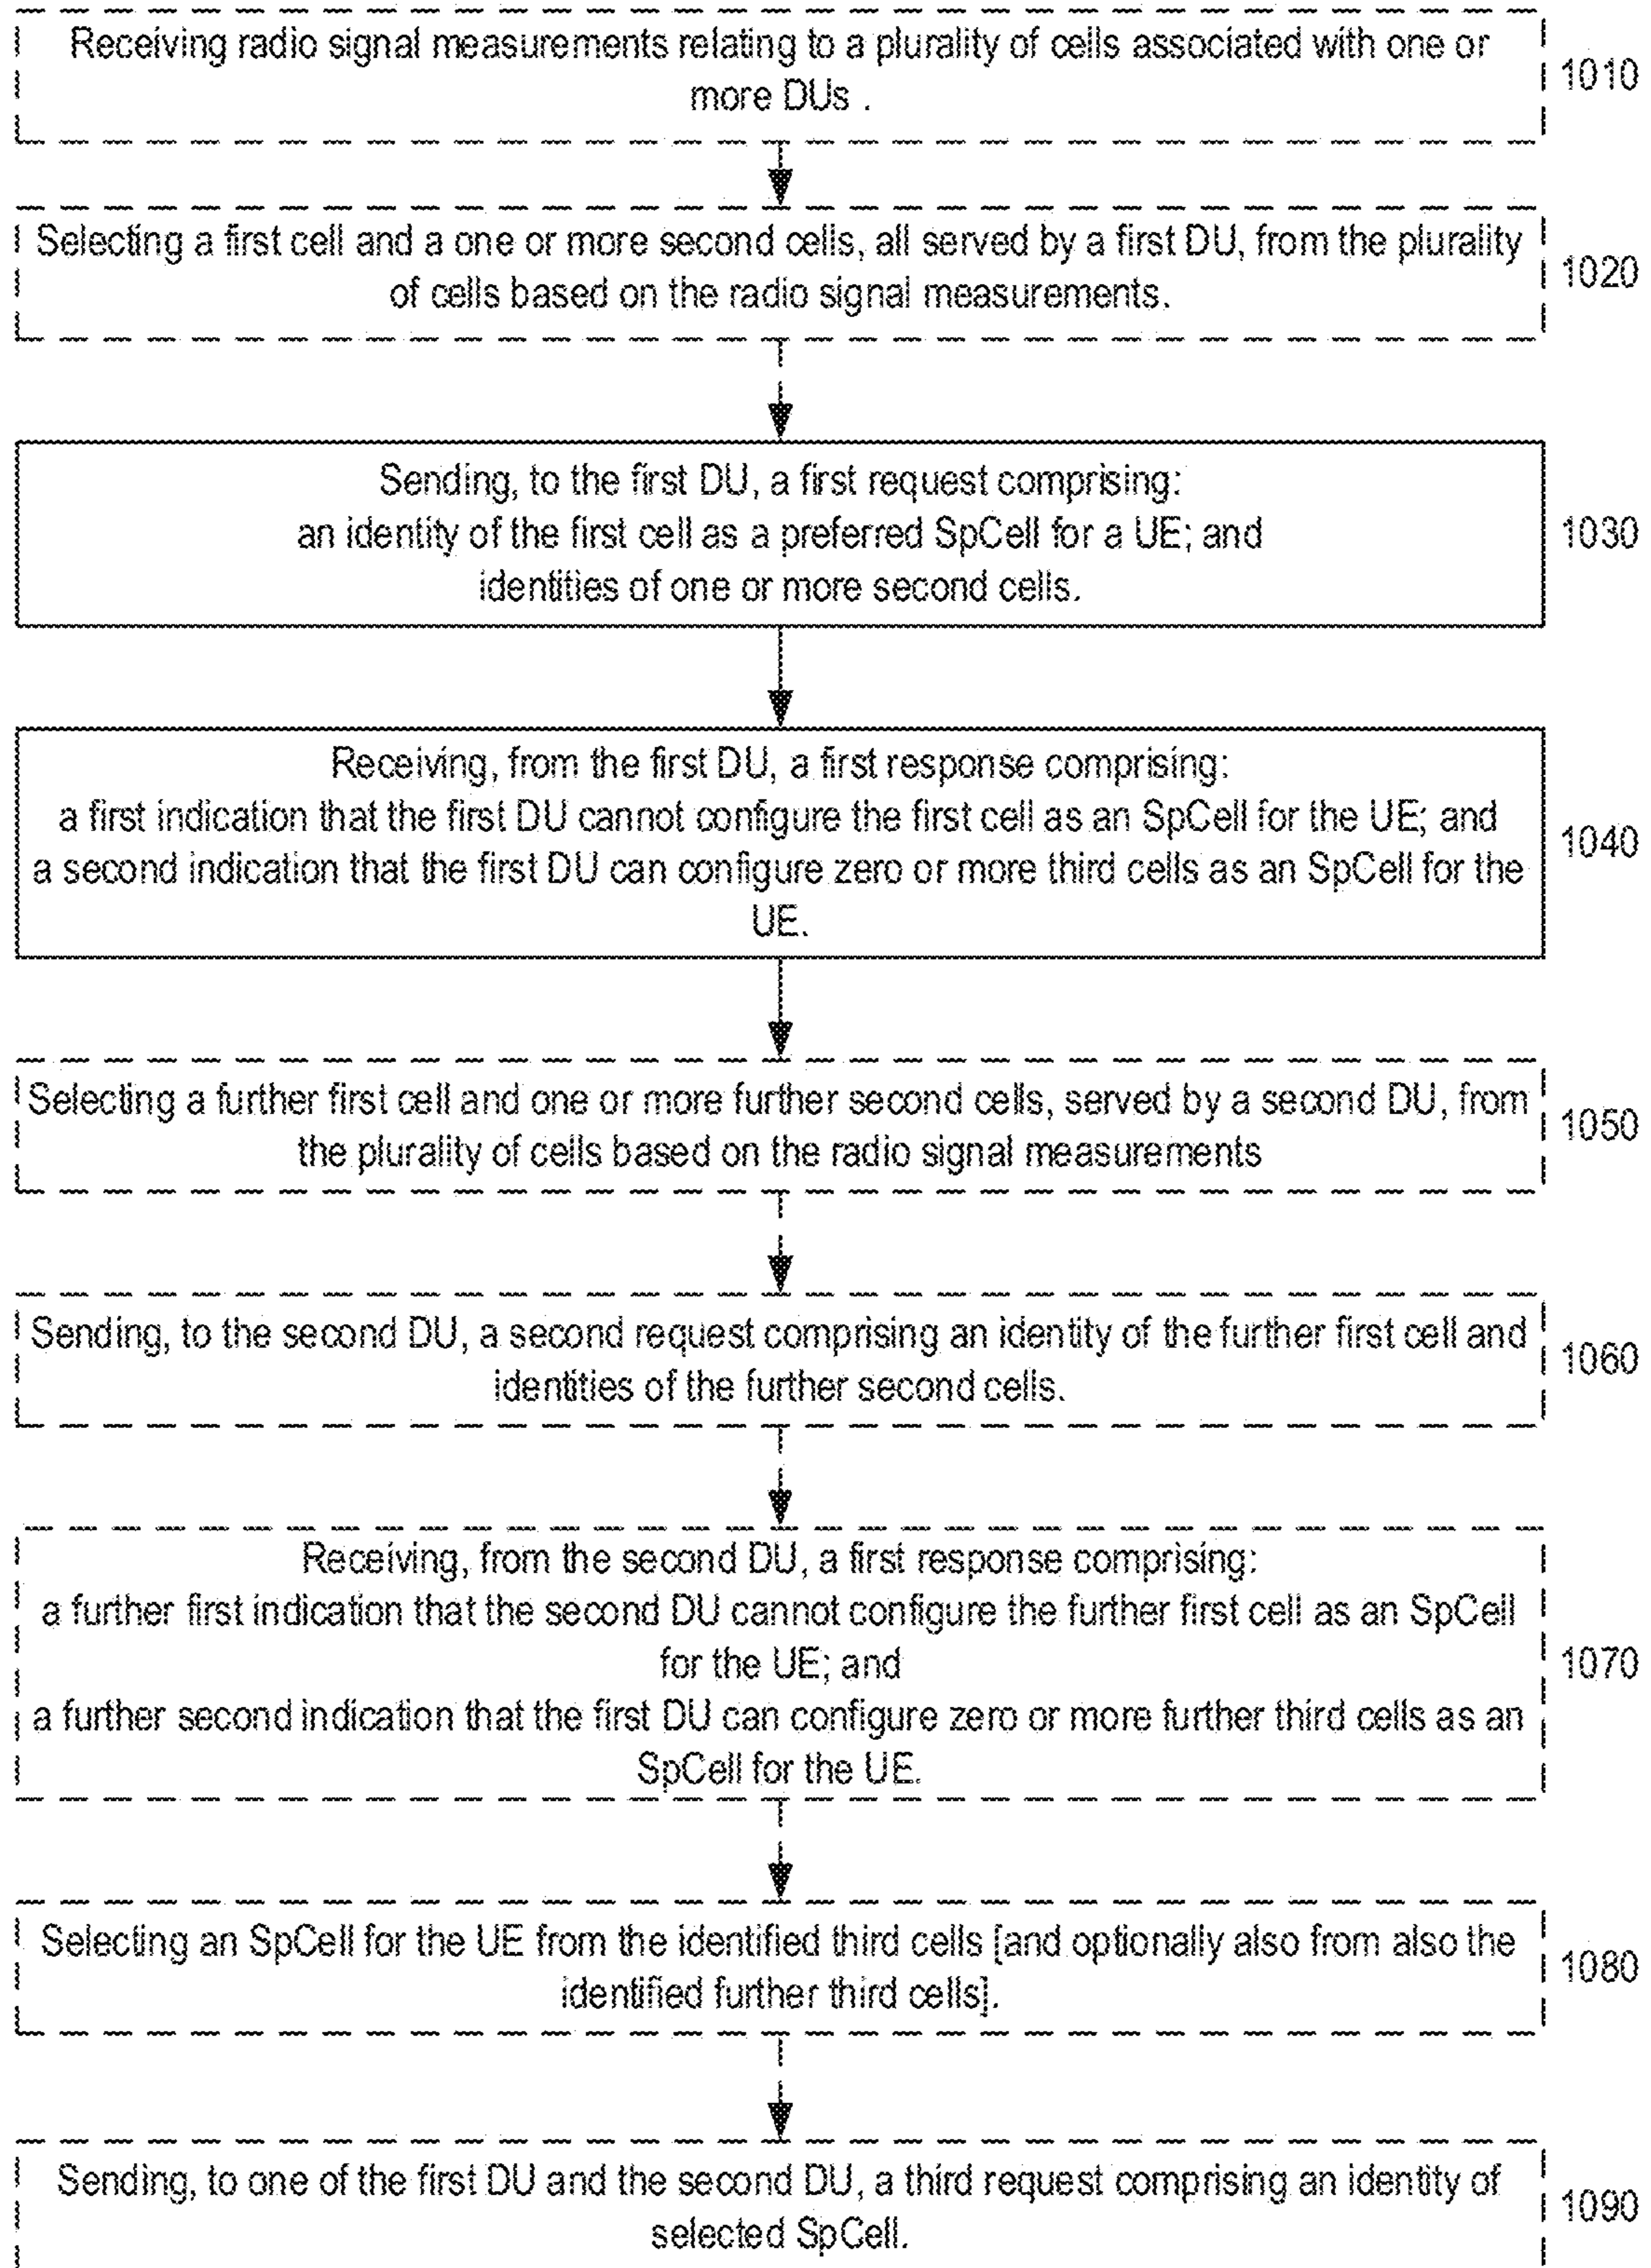 Receiving radio signal measurements relating to a plurality of cells associated with one or
more DUs .
1010
Selecting a first cell and a one or more second cells, all served by a first DU, from the plurality
of cells based on the radio signal measurements.
1020
Sending, to the first DU, a first request comprising:
an identity of the first cell as a preferred SpCell for a UE; and
identities of one or more second cells.
1030
Receiving, from the first DU, a first response comprising:
a first indication that the first DU cannot configure the first cell as an SpCell for the UE; and
a second indication that the first DU can configure zero or more third cells as an SpCell for the
UE.
1040
Selecting a further first cell and one or more further second cells, served by a second DU, from
the plurality of cells based on the radio signal measurements
1050
Sending, to the second DU, a second request comprising an identity of the further first cell and
identities of the further second cells.
1060
Receiving, from the second DU, a first response comprising:
a further first indication that the second DU cannot configure the further first cell as an SpCell
for the UE; and
a further second indication that the first DU can configure zero or more further third cells as an
SpCell for the UE.
1070
Selecting an SpCell for the UE from the identified third cells [and optionally also from also the
identified further third cells].
1080
Sending, to one of the first DU and the second DU, a third request comprising an identity of
selected SpCell.
1090